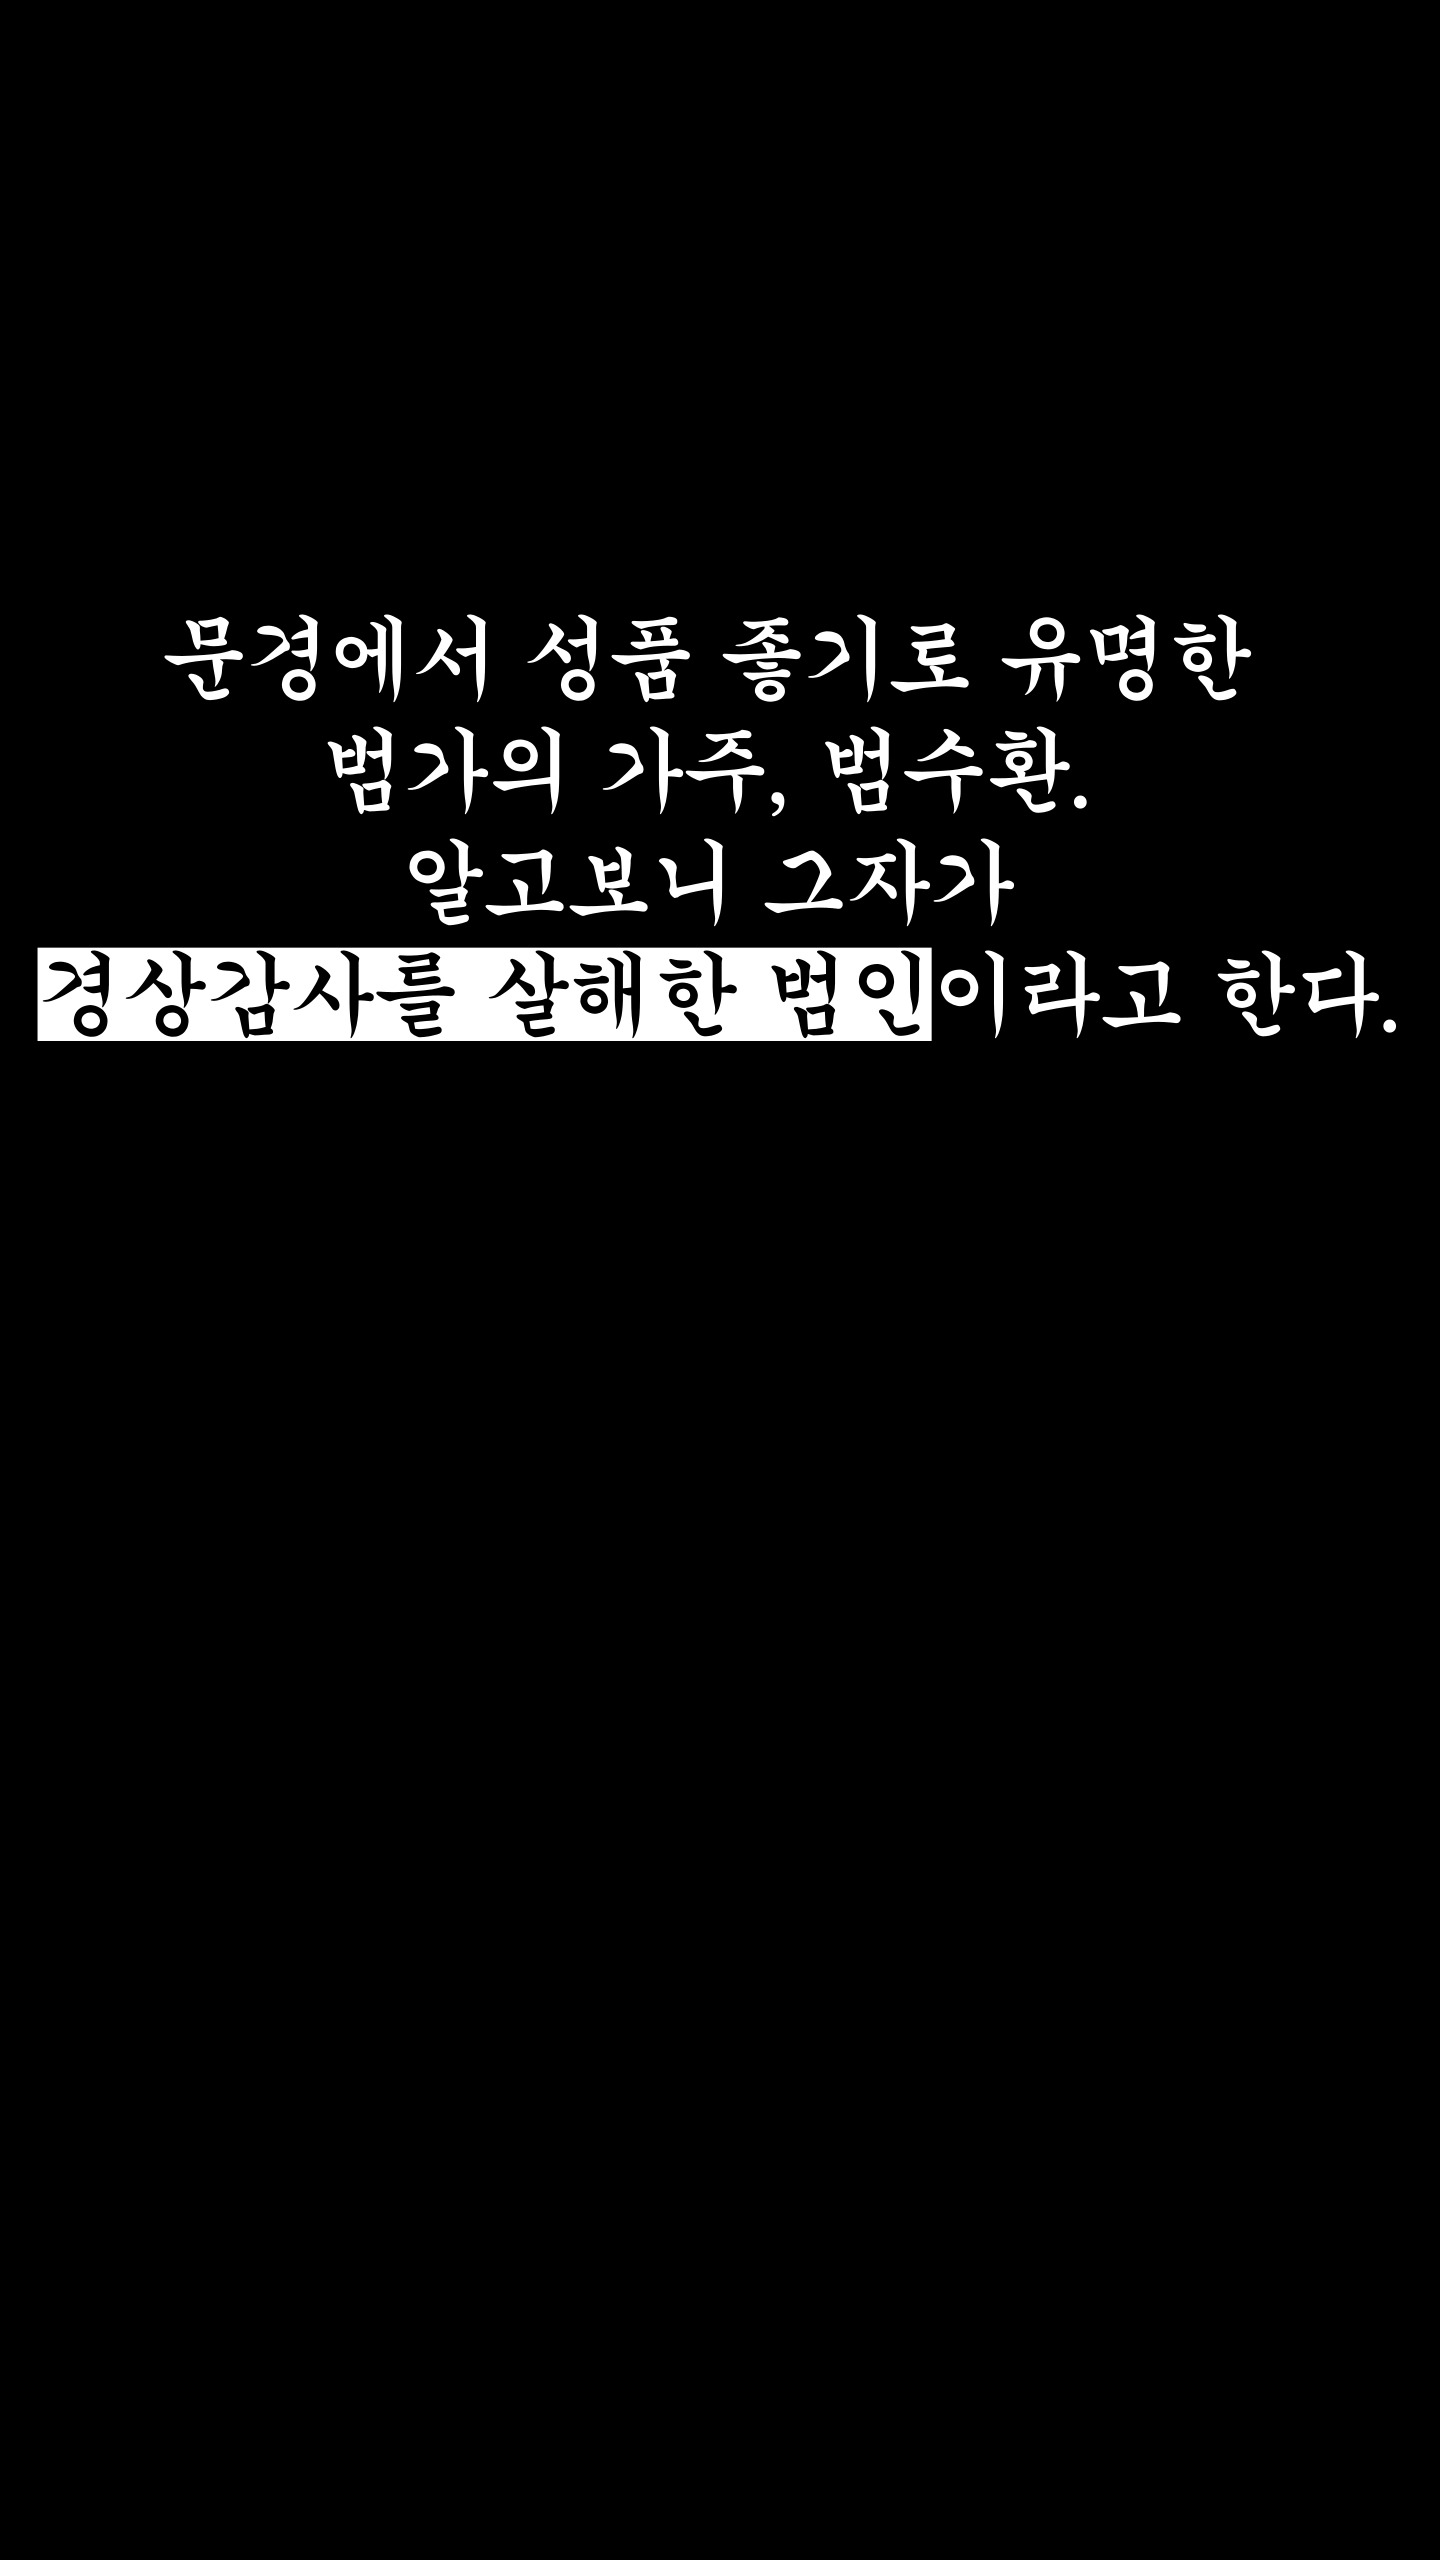 문경에서 성품 좋기로 유명한
범가의 가주, 범수환.
알고보니 그자가
경상감사를 살해한 범인이라고 한다.